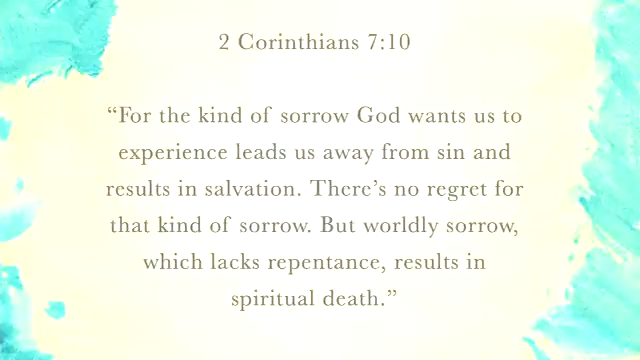 2 Corinthians 7:10
“For the kind of sorrow God wants us to
experience leads us away from sin and
results in salvation. There’s no regret for
that kind of sorrow. But worldly sorrow,
which lacks repentance, results in
spiritual death.”